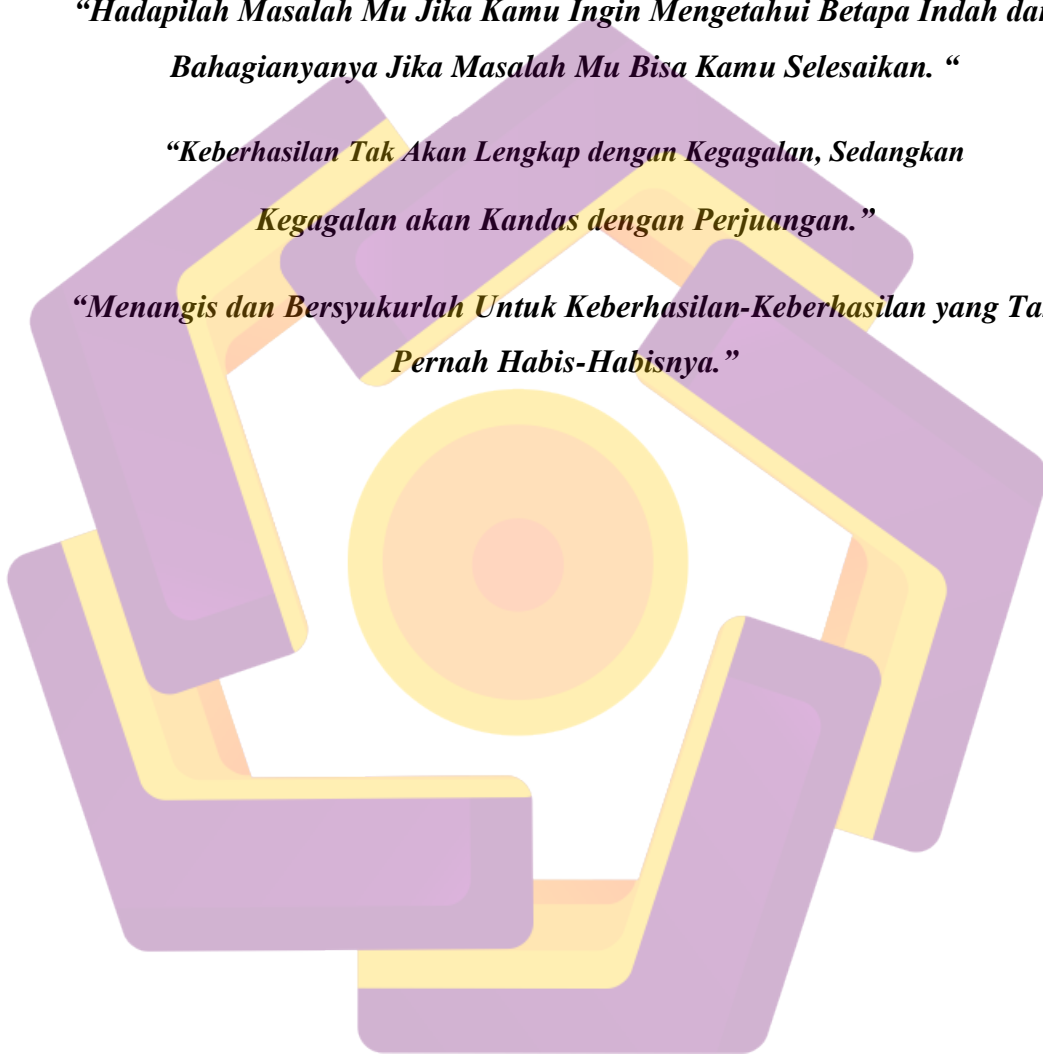 “Hadapilah Masalah Mu Jika Kamu Ingin Mengetahui Betapa Indah dan
Bahagianyanya Jika Masalah Mu Bisa Kamu Selesaikan. “
“Keberhasilan Tak Akan Lengkap dengan Kegagalan, Sedangkan
Kegagalan akan Kandas dengan Perjuangan.”
“Menangis dan Bersyukurlah Untuk Keberhasilan-Keberhasilan yang
Pernah Habis-Habisnya.”